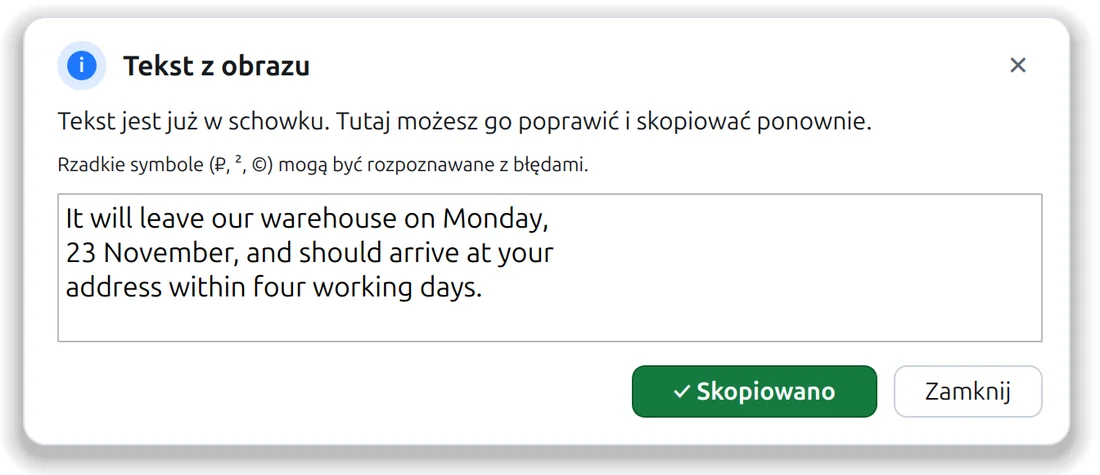 i
Tekst z obrazu
×
Tekst jest już w schowku. Tutaj możesz go poprawić i skopiować ponownie.
Rzadkie symbole (₽, ², ©) mogą być rozpoznawane z błędami.
It will leave our warehouse on Monday,
23 November, and should arrive at your
address within four working days.
✓ Skopiowano
Zamknij